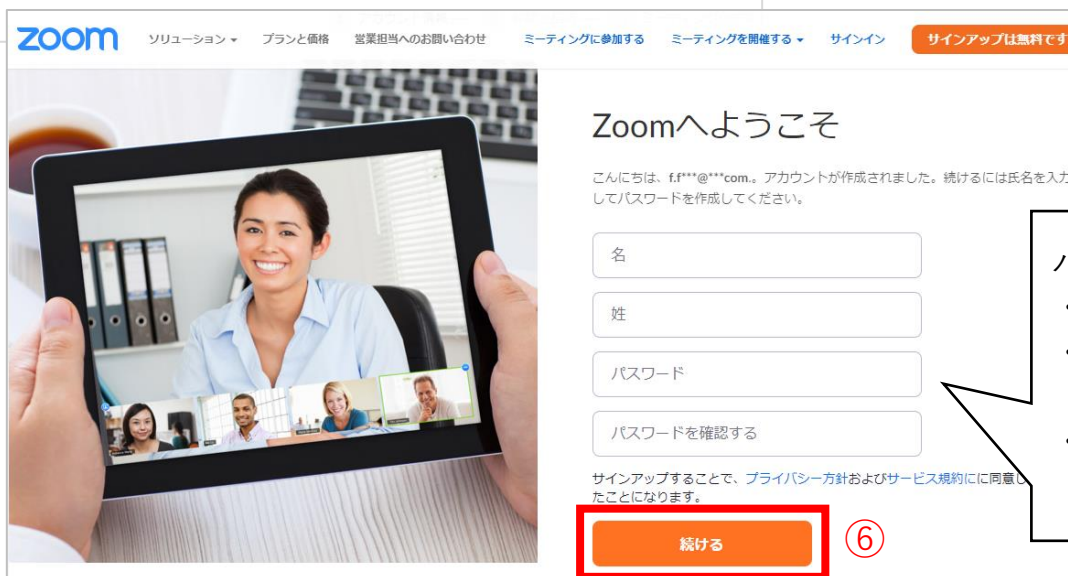 zoom ソリューション プランと価格 営業担当へのお問い合わせ ミーティングに参加する ミーティングを開催する サインイン サインアップは無料です
Zoomへようこそ
こんにちは、f.f***@***com.。アカウントが作成されました。続けるには氏名を入力
してパスワードを作成してください。
名
姓
パスワード
パスワードを確認する
サインアップすることで、プライバシー方針およびサービス規約にに同意し
たことになります。
続ける ⑥